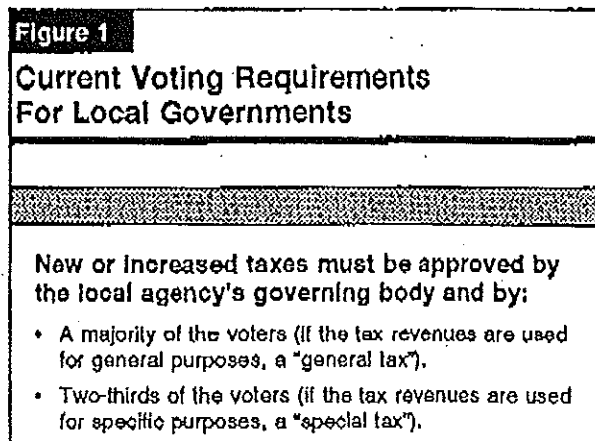 Figure 1
Current Voting Requirements
For Local Governments
New or increased taxes must be approved by
the local agency's governing body and by:
• A majority of the voters (if the tax revenues are used
for general purposes, a "general tax").
• Two-thirds of the voters (if the tax revenues are used
for specific purposes, a "special tax").